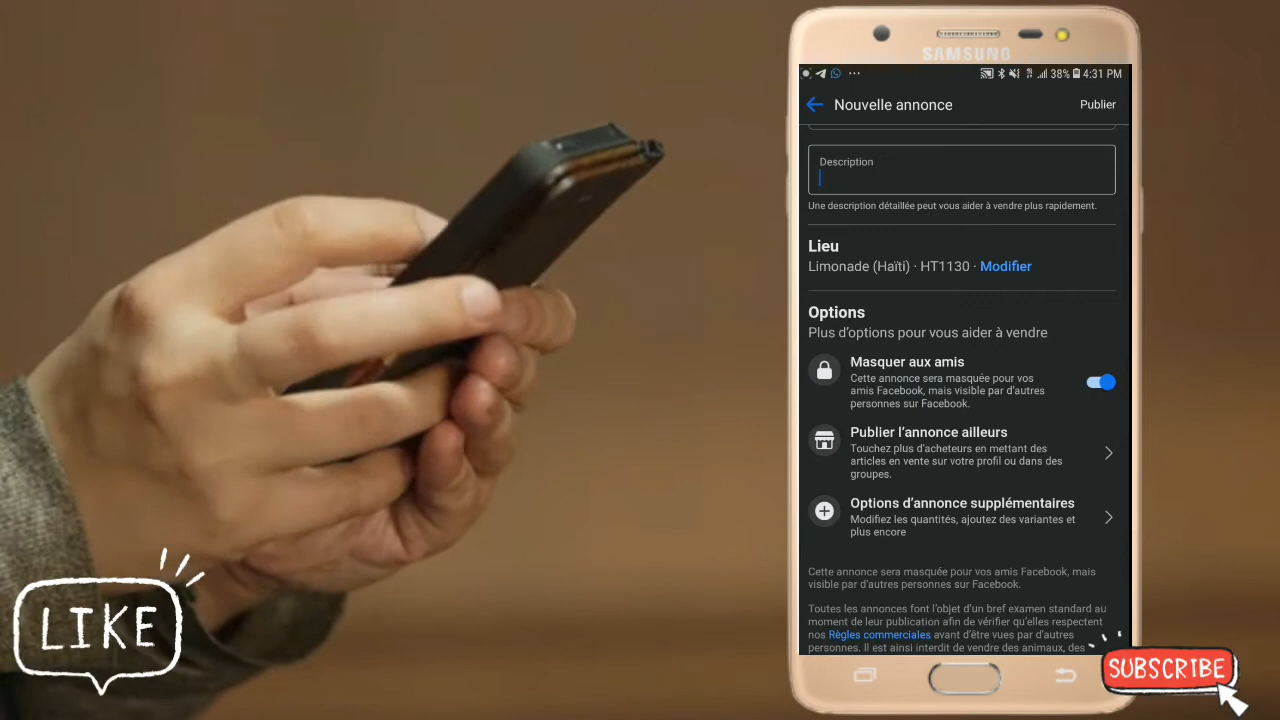 SAMSUNG
38% 4:31 PM
Nouvelle annonce
Publier
Description
Une description détaillée peut vous aider à vendre plus rapidement.
Lieu
Limonade (Haïti) · HT1130 · Modifier
Options
Plus d'options pour vous aider à vendre
Masquer aux amis
Cette annonce sera masquée pour vos
amis Facebook, mais visible par d'autres
personnes sur Facebook.
Publier l'annonce ailleurs
Touchez plus d'acheteurs en mettant des
articles en vente sur votre profil ou dans des
groupes.
Options d'annonce supplémentaires
Modifiez les quantités, ajoutez des variantes et
plus encore
Cette annonce sera masquée pour vos amis Facebook, mais
visible par d'autres personnes sur Facebook.
Toutes les annonces font l'objet d'un bref examen standard au
moment de leur publication afin de vérifier qu'elles respectent
nos Règles commerciales avant d'être vues par d'autres
personnes. Il est ainsi interdit de vendre des animaux, des
LIKE
SUBSCRIBE